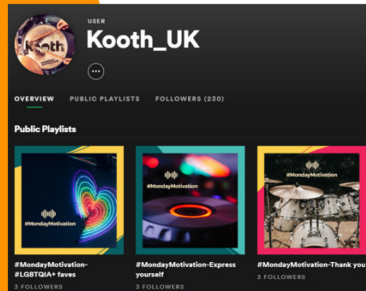 USER
Kooth
Kooth_UK
OVERVIEW PUBLIC PLAYLISTS FOLLOWERS (230)
Public Playlists
#MondayMotivation
#MondayMotivation
#MondayMotivation
#MondayMotivation- #LGBTQIA+ faves
3 FOLLOWERS
#MondayMotivation-Express yourself
3 FOLLOWERS
#MondayMotivation-Thank you
3 FOLLOWERS